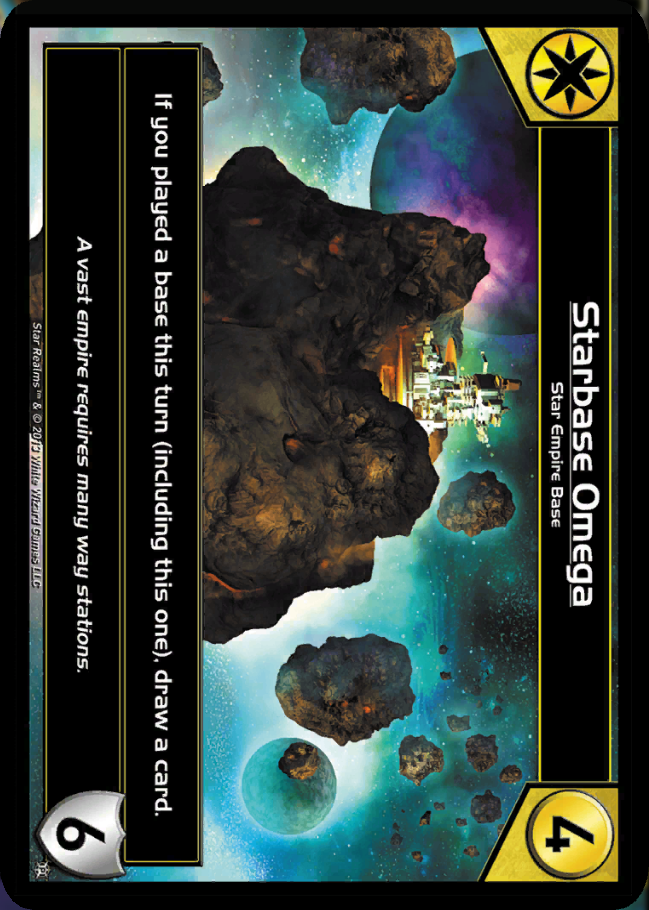 Starbase Omega
Star Empire Base
4
If you played a base this turn (including this one), draw a card.
A vast empire requires many way stations.
6
Star Realms™ & © 2013 White Wizard Games LLC